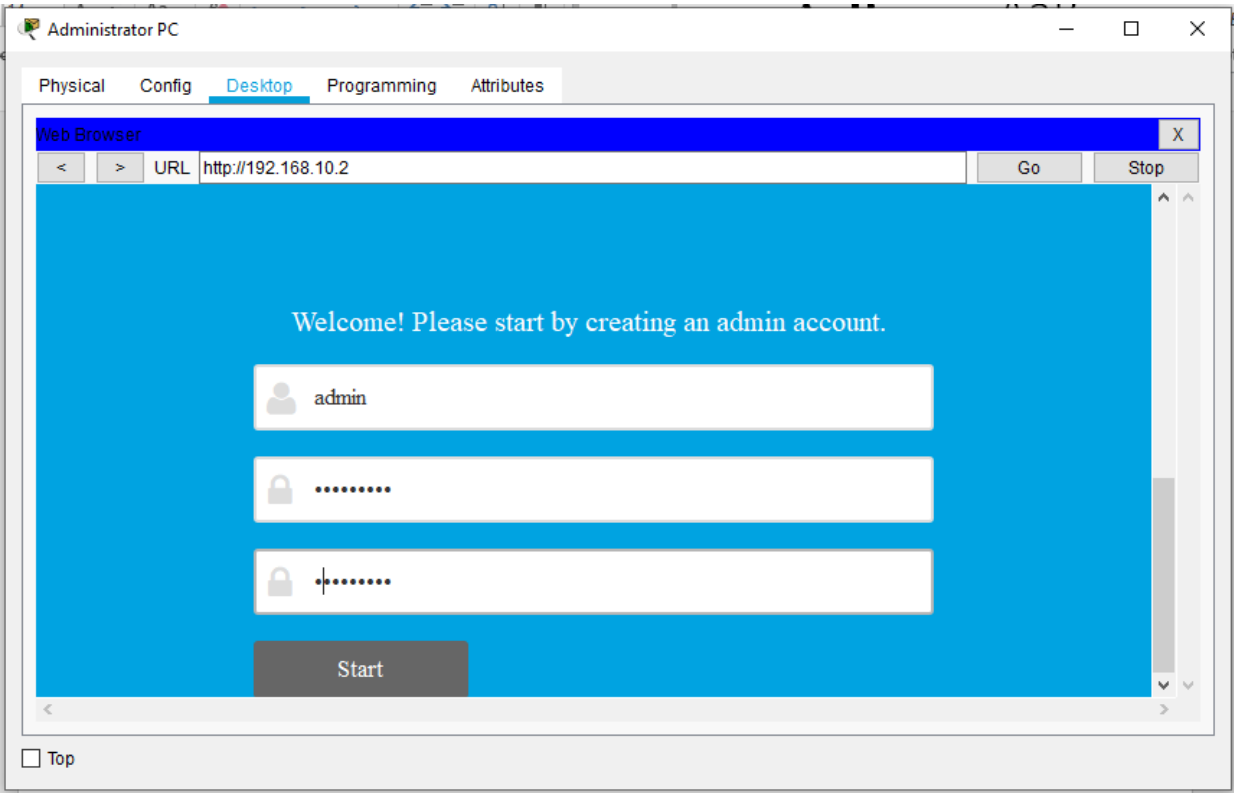 Administrator PC
Physical Config Desktop Programming Attributes
Web Browser X
< > URL http://192.168.10.2 Go Stop
Welcome! Please start by creating an admin account.
admin
•••••••••
•••••••••
Start
Top